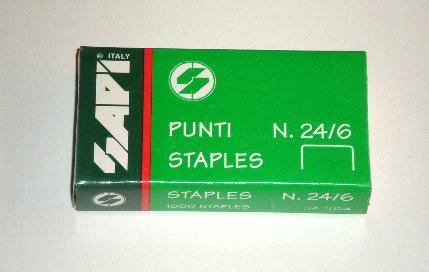 © ITALY
SAPI
PUNTI N. 24/6
STAPLES
STAPLES N. 24/6
1000 STAPLES